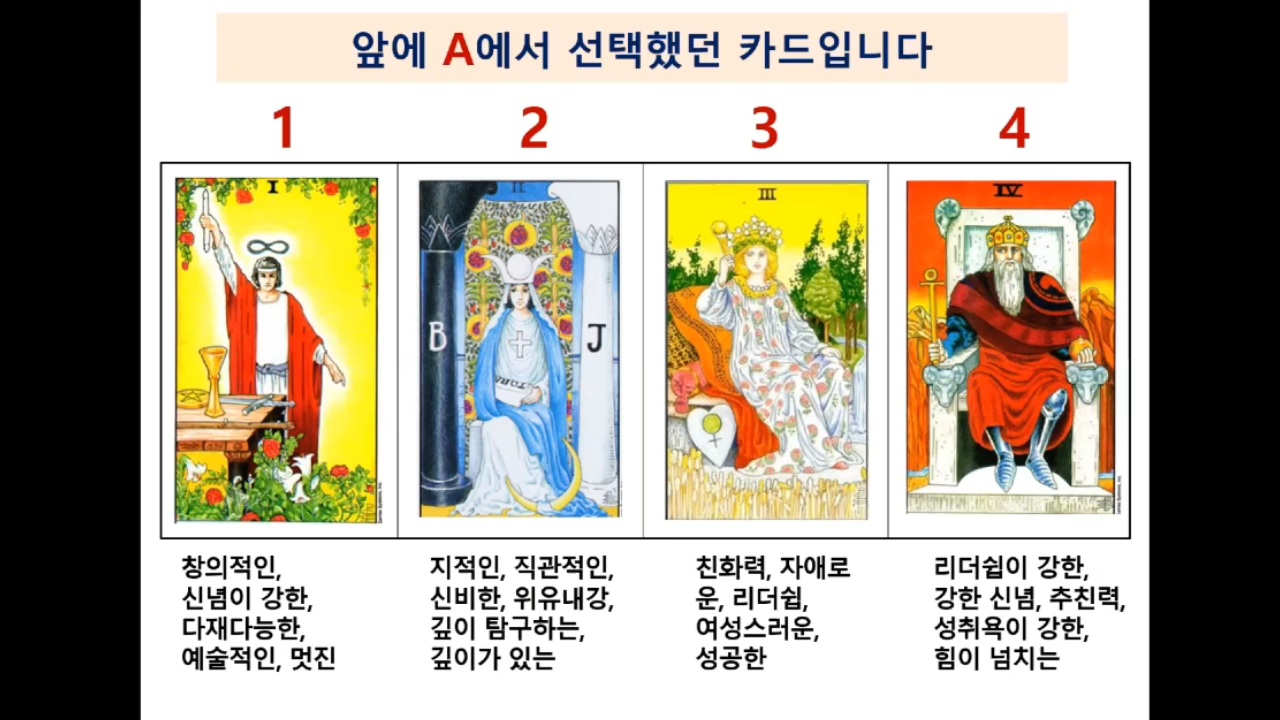 앞에 A에서 선택했던 카드입니다
1
2
3
4
I
II
III
IV
B
J
TORA
창의적인,
신념이 강한,
다재다능한,
예술적인, 멋진
지적인, 직관적인,
신비한, 위유내강,
깊이 탐구하는,
깊이가 있는
친화력, 자애로
운, 리더쉽,
여성스러운,
성공한
리더쉽이 강한,
강한 신념, 추친력,
성취욕이 강한,
힘이 넘치는